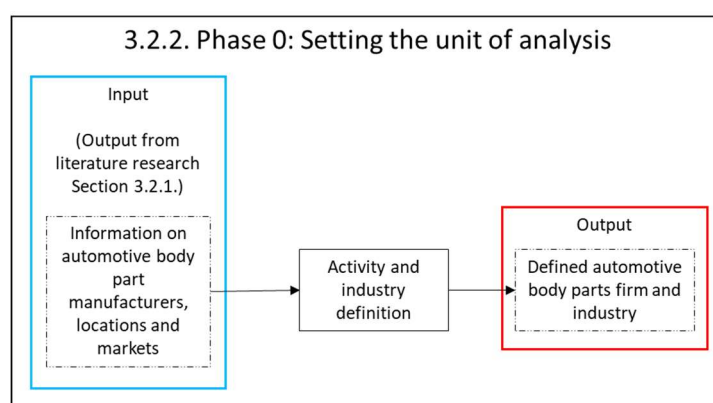 3.2.2. Phase 0: Setting the unit of analysis
Input
(Output from
literature research
Section 3.2.1.)
Information on
automotive body
part
manufacturers,
locations and
markets
Activity and
industry
definition
Output
Defined automotive
body parts firm and
industry